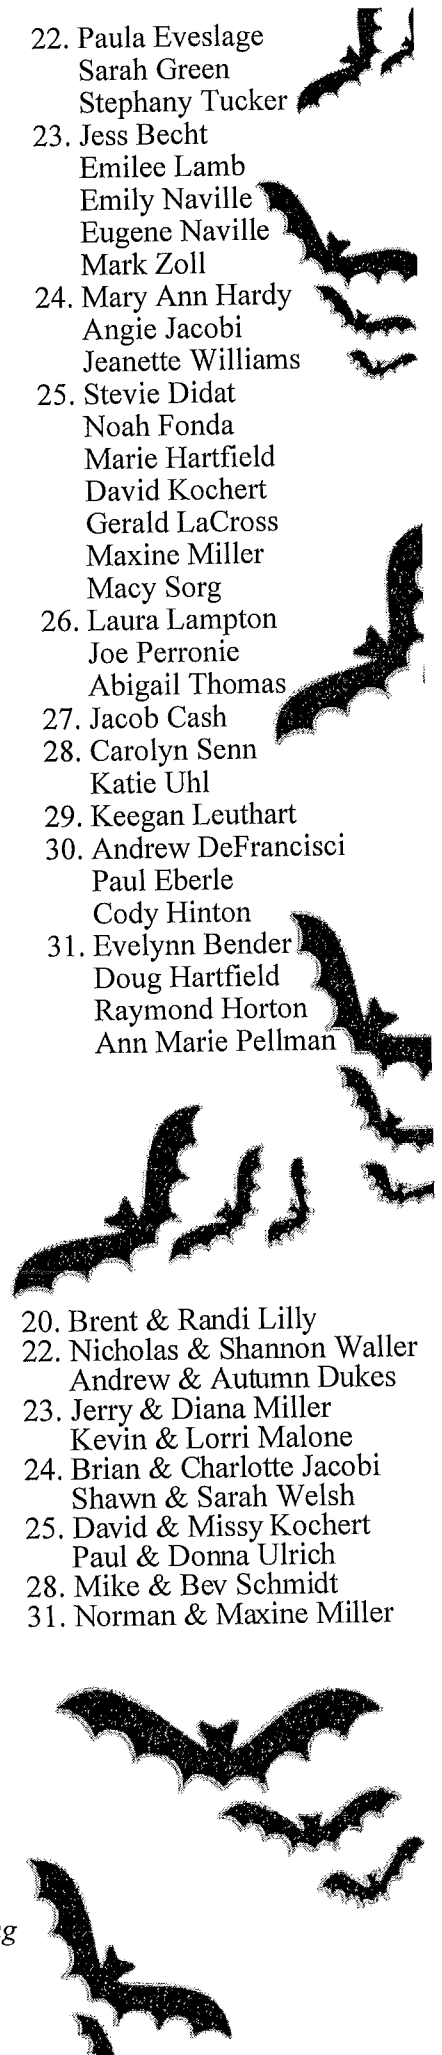 22. Paula Eveslage
Sarah Green
Stephany Tucker
23. Jess Becht
Emilee Lamb
Emily Naville
Eugene Naville
Mark Zoll
24. Mary Ann Hardy
Angie Jacobi
Jeanette Williams
25. Stevie Didat
Noah Fonda
Marie Hartfield
David Kochert
Gerald LaCross
Maxine Miller
Macy Sorg
26. Laura Lampton
Joe Perronie
Abigail Thomas
27. Jacob Cash
28. Carolyn Senn
Katie Uhl
29. Keegan Leuthart
30. Andrew DeFrancisci
Paul Eberle
Cody Hinton
31. Evelynn Bender
Doug Hartfield
Raymond Horton
Ann Marie Pellman
20. Brent & Randi Lilly
22. Nicholas & Shannon Waller
Andrew & Autumn Dukes
23. Jerry & Diana Miller
Kevin & Lorri Malone
24. Brian & Charlotte Jacobi
Shawn & Sarah Welsh
25. David & Missy Kochert
Paul & Donna Ulrich
28. Mike & Bev Schmidt
31. Norman & Maxine Miller